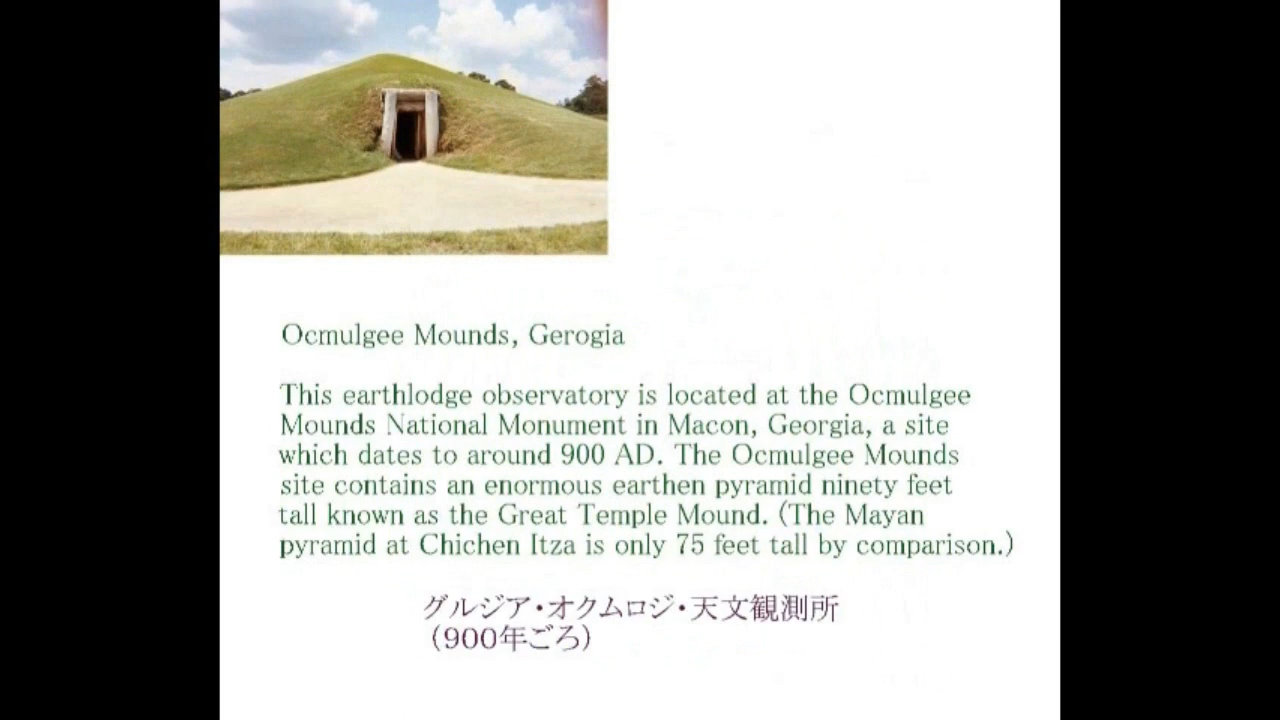 Ocmulgee Mounds, Gerogia
This earthlodge observatory is located at the Ocmulgee
Mounds National Monument in Macon, Georgia, a site
which dates to around 900 AD. The Ocmulgee Mounds
site contains an enormous earthen pyramid ninety feet
tall known as the Great Temple Mound. (The Mayan
pyramid at Chichen Itza is only 75 feet tall by comparison.)
グルジア・オクムロジ・天文観測所
(900年ごろ)